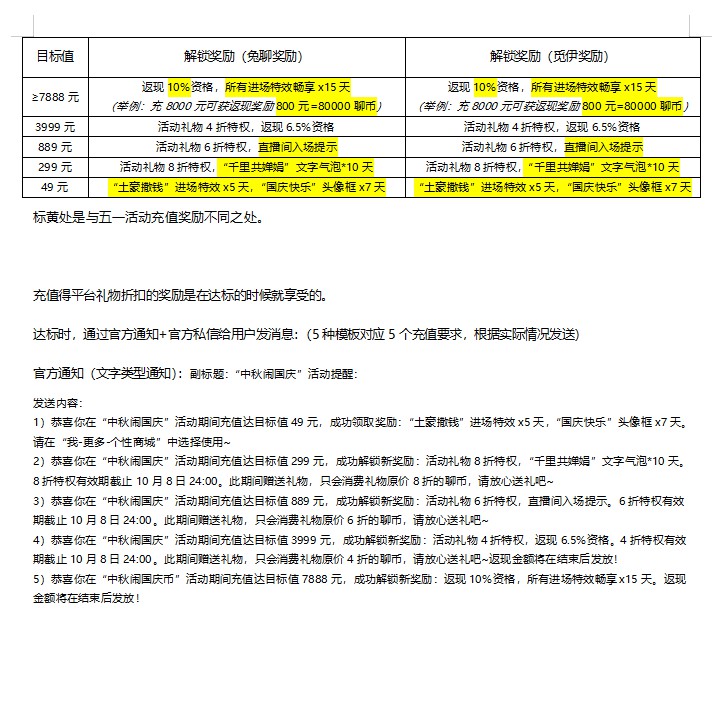 目标值 解锁奖励（兔聊奖励） 解锁奖励（觅伊奖励）
≥7888 元 返现 10%资格，所有进场特效畅享 x15 天 返现 10%资格，所有进场特效畅享 x15 天
（举例：充 8000 元可获返现奖励 800 元=80000 聊币） （举例：充 8000 元可获返现奖励 800 元=80000 聊币）
3999 元 活动礼物 4 折特权，返现 6.5%资格 活动礼物 4 折特权，返现 6.5%资格
889 元 活动礼物 6 折特权，直播间入场提示 活动礼物 6 折特权，直播间入场提示
299 元 活动礼物 8 折特权，“千里共婵娟”文字气泡*10 天 活动礼物 8 折特权，“千里共婵娟”文字气泡*10 天
49 元 “土豪撒钱”进场特效 x5 天，“国庆快乐”头像框 x7 天 “土豪撒钱”进场特效 x5 天，“国庆快乐”头像框 x7 天
标黄处是与五一活动充值奖励不同之处。
充值得平台礼物折扣的奖励是在达标的时候就享受的。
达标时，通过官方通知+官方私信给用户发消息：（5 种模板对应 5 个充值要求，根据实际情况发送）
官方通知（文字类型通知）：副标题：“中秋闹国庆”活动提醒：
发送内容：
1）恭喜你在“中秋闹国庆”活动期间充值达目标值 49 元，成功领取奖励：“土豪撒钱”进场特效 x5 天，“国庆快乐”头像框 x7 天。
请在“我-更多-个性商城”中选择使用~
2）恭喜你在“中秋闹国庆”活动期间充值达目标值 299 元，成功解锁新奖励：活动礼物 8 折特权，“千里共婵娟”文字气泡*10 天。
8 折特权有效期截止 10 月 8 日 24:00。此期间赠送礼物，只会消费礼物原价 8 折的聊币，请放心送礼吧~
3）恭喜你在“中秋闹国庆”活动期间充值达目标值 889 元，成功解锁新奖励：活动礼物 6 折特权，直播间入场提示。6 折特权有效
期截止 10 月 8 日 24:00。此期间赠送礼物，只会消费礼物原价 6 折的聊币，请放心送礼吧~
4）恭喜你在“中秋闹国庆”活动期间充值达目标值 3999 元，成功解锁新奖励：活动礼物 4 折特权，返现 6.5%资格。4 折特权有效
期截止 10 月 8 日 24:00。此期间赠送礼物，只会消费礼物原价 4 折的聊币，请放心送礼吧~返现金额将在结束后发放！
5）恭喜你在“中秋闹国庆币”活动期间充值达目标值 7888 元，成功解锁新奖励：返现 10%资格，所有进场特效畅享 x15 天。返现
金额将在结束后发放！